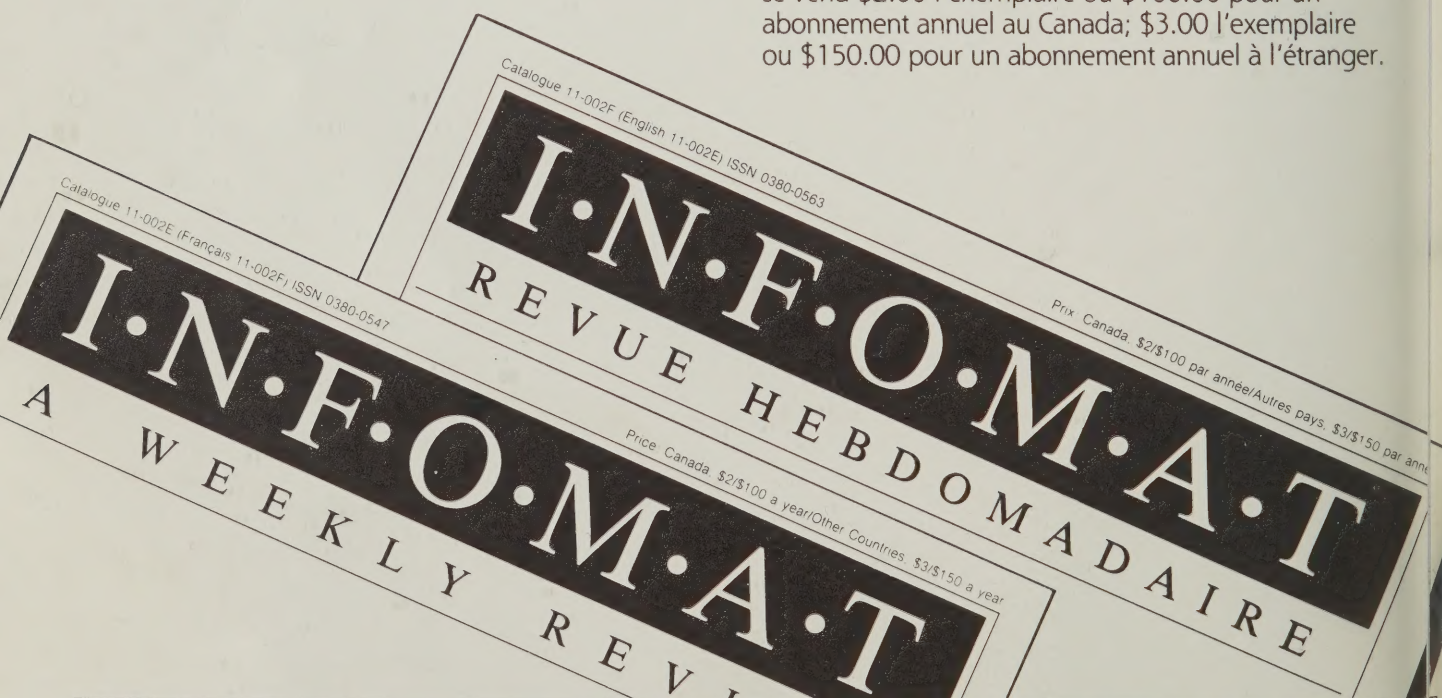 abonnement annuel au Canada; $3.00 l'exemplaire
ou $150.00 pour un abonnement annuel à l'étranger.
Catalogue 11-002F (English 11-002E) ISSN 0380-0563
Prix Canada, $2/$100 par année/Autres pays, $3/$150 par
I•N•F•O•M•A•T
REVUE HEBDOMADAIRE
Catalogue 11-002E (Français 11-002F) ISSN 0380-0547
Price Canada, $2/$100 a year/Other Countries, $3/$150 a year
I•N•F•O•M•A•T
A WEEKLY